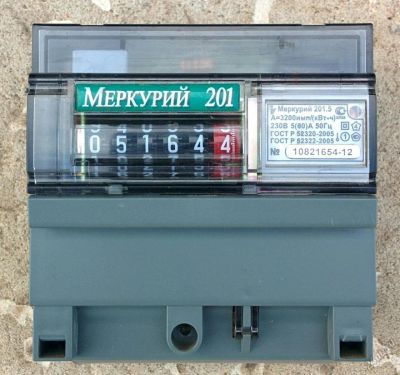 МЕРКУРИЙ 201
051644
Меркурий 201.5
А=3200имп/(кВт•ч)
230В 5(60)А 50Гц
ГОСТ Р 52320-2005
ГОСТ Р 52322-2005
№ 10821654-12